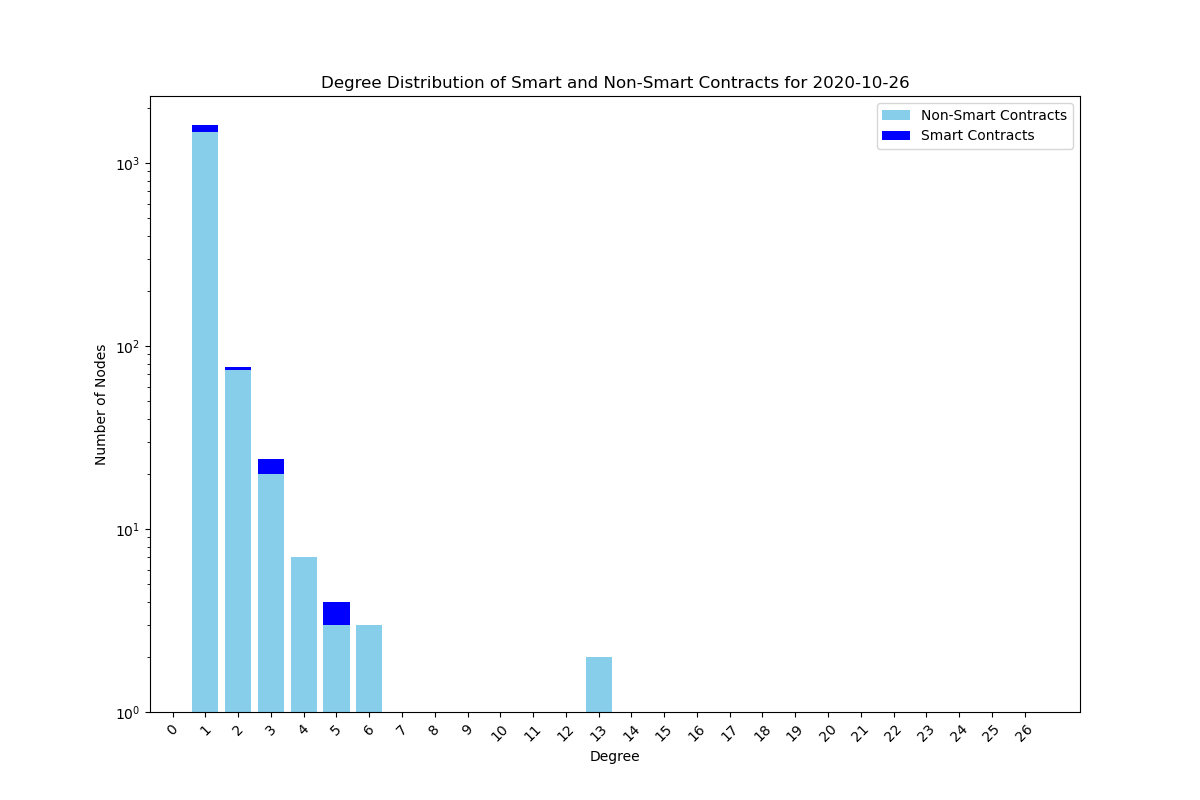 Degree Distribution of Smart and Non-Smart Contracts for 2020-10-26
Non-Smart Contracts
Smart Contracts
Number of Nodes
10³
10²
10¹
10⁰
0 1 2 3 4 5 6 7 8 9 10 11 12 13 14 15 16 17 18 19 20 21 22 23 24 25 26
Degree